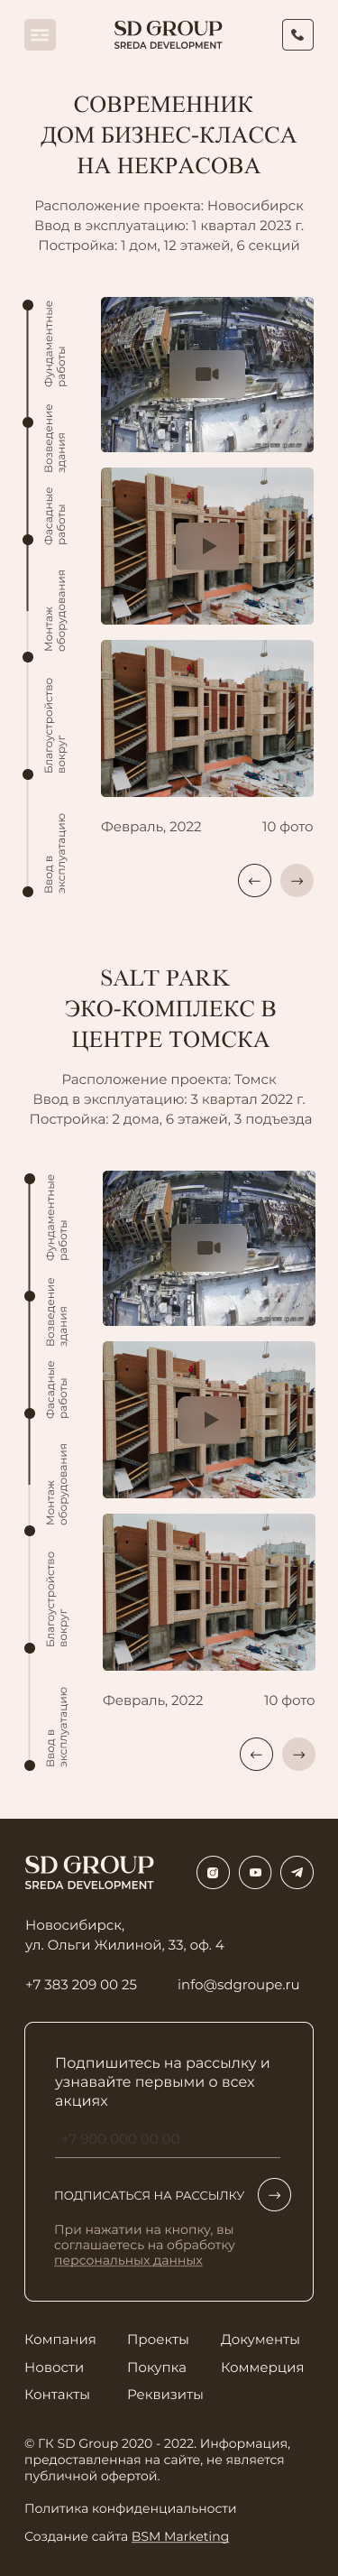 SD GROUP
SREDA DEVELOPMENT
СОВРЕМЕННИК
ДОМ БИЗНЕС-КЛАССА
НА НЕКРАСОВА
Расположение проекта: Новосибирск
Ввод в эксплуатацию: 1 квартал 2023 г.
Постройка: 1 дом, 12 этажей, 6 секций
Фундаментные
работы
Возведение
здания
Фасадные
работы
Монтаж
оборудования
Благоустройство
вокруг
Ввод в
эксплуатацию
Февраль, 2022
10 фото
SALT PARK
ЭКО-КОМПЛЕКС В
ЦЕНТРЕ ТОМСКА
Расположение проекта: Томск
Ввод в эксплуатацию: 3 квартал 2022 г.
Постройка: 2 дома, 6 этажей, 3 подъезда
Фундаментные
работы
Возведение
здания
Фасадные
работы
Монтаж
оборудования
Благоустройство
вокруг
Ввод в
эксплуатацию
Февраль, 2022
10 фото
SD GROUP
SREDA DEVELOPMENT
Новосибирск,
ул. Ольги Жилиной, 33, оф. 4
+7 383 209 00 25
info@sdgroupe.ru
Подпишитесь на рассылку и
узнавайте первыми о всех
акциях
+7 900 000 00 00
ПОДПИСАТЬСЯ НА РАССЫЛКУ
При нажатии на кнопку, вы
соглашаетесь на обработку
персональных данных
Компания Проекты Документы
Новости Покупка Коммерция
Контакты Реквизиты
© ГК SD Group 2020 - 2022. Информация,
предоставленная на сайте, не является
публичной офертой.
Политика конфиденциальности
Создание сайта BSM Marketing